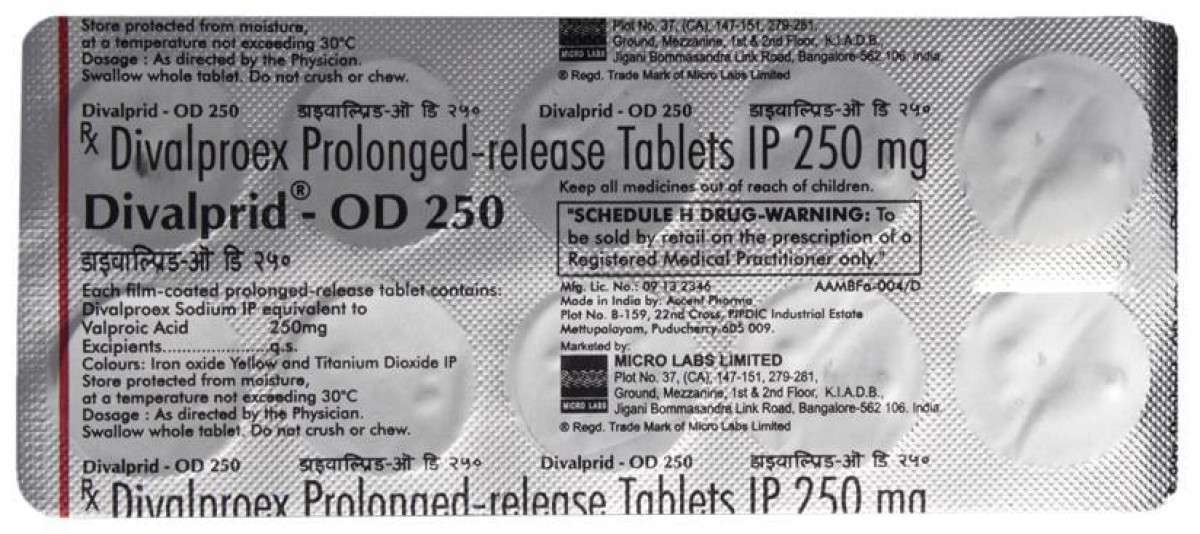 Store protected from moisture,
at a temperature not exceeding 30°C
Dosage : As directed by the Physician.
Swallow whole tablet. Do not crush or chew.
MICRO LABS
Plot No. 37, (CA), 147-151, 279-281,
Ground, Mezzanine, 1st & 2nd Floor, K.I.A.D.B.,
Jigani Bommasandra Link Road, Bangalore-562 106. India
® Regd. Trade Mark of Micro Labs Limited
Divalprid - OD 250 डाइवाल्प्रिड-ऒ डि २५० Divalprid - OD 250 डाइवाल्प्रिड-ऒ डि २५०
Rx Divalproex Prolonged-release Tablets IP 250 mg
Divalprid®- OD 250
डाइवाल्प्रिड-ऒ डि २५०
Each film-coated prolonged-release tablet contains:
Divalproex Sodium IP equivalent to
Valproic Acid 250mg
Excipients......................q.s.
Colours: Iron oxide Yellow and Titanium Dioxide IP
Store protected from moisture,
at a temperature not exceeding 30°C
Dosage : As directed by the Physician.
Swallow whole tablet. Do not crush or chew.
Keep all medicines out of reach of children.
"SCHEDULE H DRUG-WARNING: To
be sold by retail on the prescription of a
Registered Medical Practitioner only."
Mfg. Lic. No.: 09 13 2346 AAMBFa-004/D
Made in India by: Accent Pharma
Plot No. B-159, 22nd Cross, PIPDIC Industrial Estate
Mettupalayam, Puducherry-605 009.
Marketed by:
MICRO LABS
MICRO LABS LIMITED
Plot No. 37, (CA), 147-151, 279-281,
Ground, Mezzanine, 1st & 2nd Floor, K.I.A.D.B.,
Jigani Bommasandra Link Road, Bangalore-562 106. India
® Regd. Trade Mark of Micro Labs Limited
Divalprid - OD 250 डाइवाल्प्रिड-ऒ डि २५० Divalprid - OD 250 डाइवाल्प्रिड-ऒ डि २५०
Rx Divalproex Prolonged-release Tablets IP 250 mg